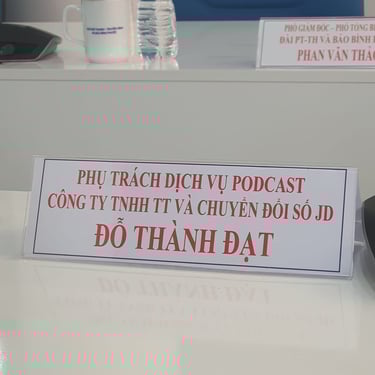 PHÓ GIÁM ĐỐC – PHÓ TỔNG
ĐÀI PT-TH VÀ BÁO BÌNH
PHAN VĂN THẢO
PHỤ TRÁCH DỊCH VỤ PODCAST
CÔNG TY TNHH TT VÀ CHUYỂN ĐỔI SỐ JD
ĐỖ THÀNH ĐẠT